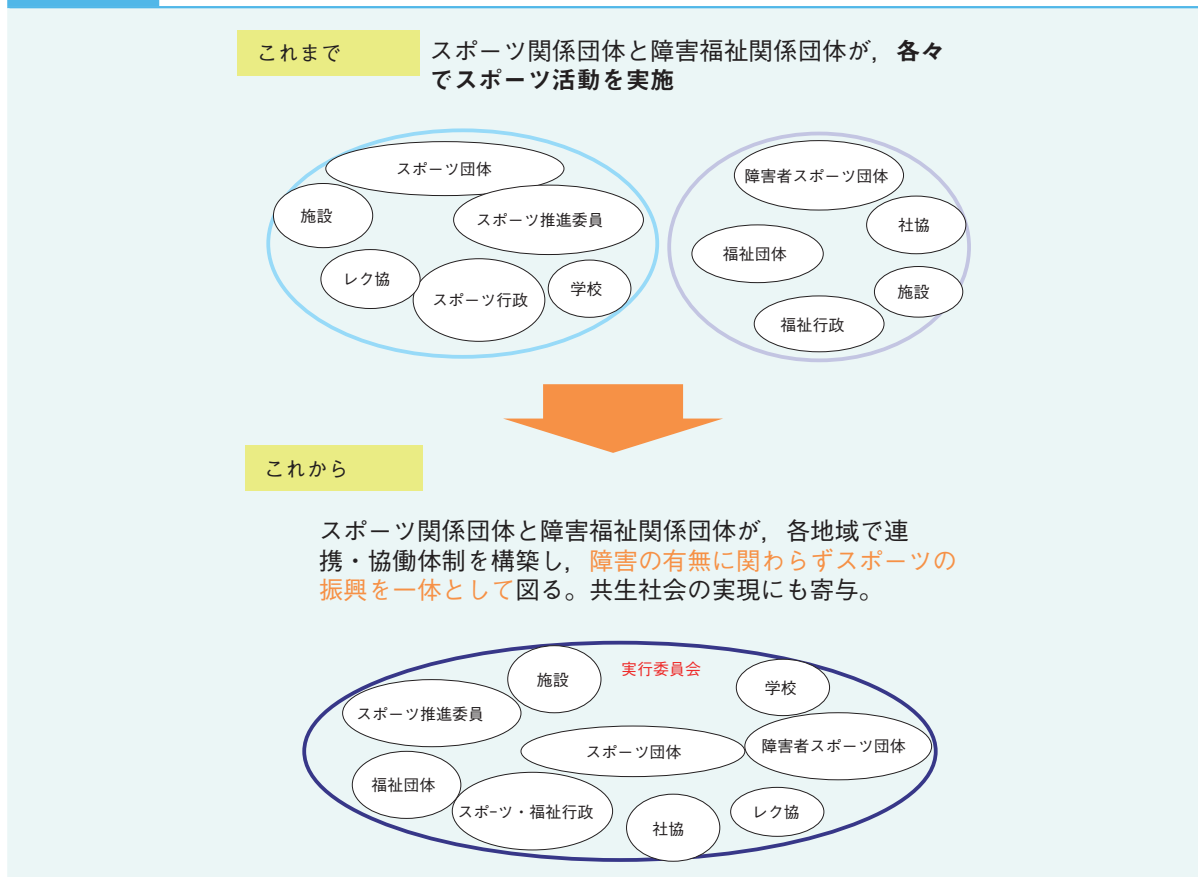 これまで
スポーツ関係団体と障害福祉関係団体が，各々
でスポーツ活動を実施
スポーツ団体
施設
スポーツ推進委員
レク協
スポーツ行政
学校
障害者スポーツ団体
社協
福祉団体
施設
福祉行政
これから
スポーツ関係団体と障害福祉関係団体が，各地域で連
携・協働体制を構築し，障害の有無に関わらずスポーツの
振興を一体として図る。共生社会の実現にも寄与。
施設
実行委員会
学校
スポーツ推進委員
スポーツ団体
障害者スポーツ団体
福祉団体
スポーツ・福祉行政
社協
レク協